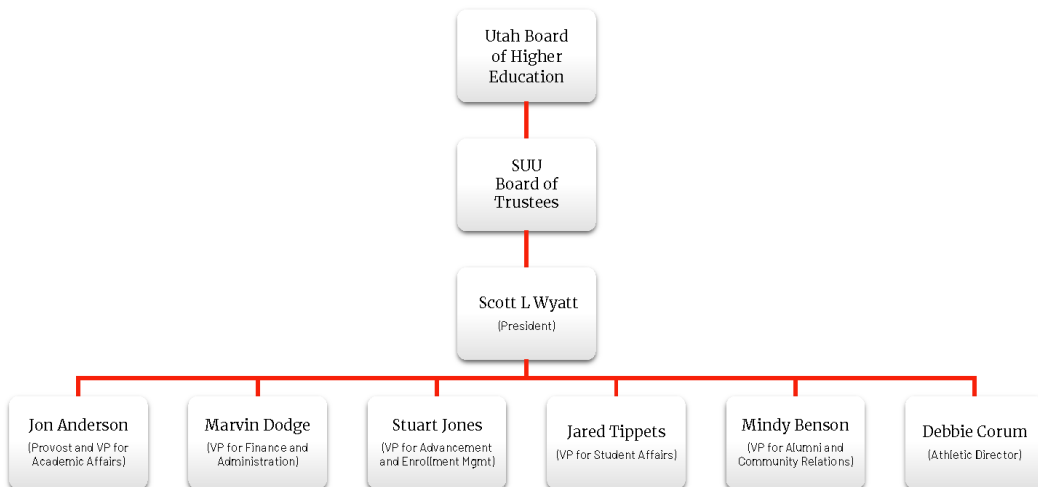 Utah Board
of Higher
Education
SUU
Board of
Trustees
Scott L Wyatt
(President)
Jon Anderson
(Provost and VP for
Academic Affairs)
Marvin Dodge
(VP for Finance and
Administration)
Stuart Jones
(VP for Advancement
and Enrollment Mgmt)
Jared Tippets
(VP for Student Affairs)
Mindy Benson
(VP for Alumni and
Community Relations)
Debbie Corum
(Athletic Director)